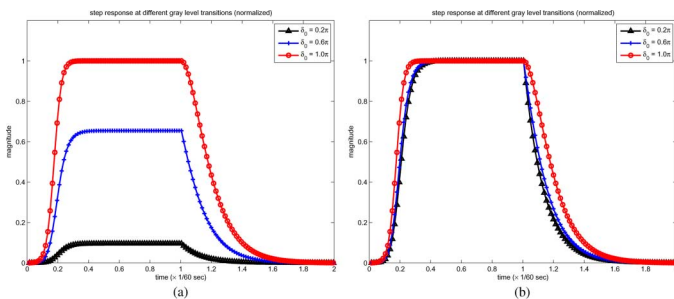 step response at different gray level transitions (normalized)
δ₀ = 0.2π
δ₀ = 0.6π
δ₀ = 1.0π
1
0.8
0.6
0.4
0.2
0
magnitude
0 0.2 0.4 0.6 0.8 1 1.2 1.4 1.6 1.8 2
time (× 1/60 sec)
(a)
step response at different gray level transitions (normalized)
δ₀ = 0.2π
δ₀ = 0.6π
δ₀ = 1.0π
1
0.8
0.6
0.4
0.2
0
magnitude
0 0.2 0.4 0.6 0.8 1 1.2 1.4 1.6 1.8
time (× 1/60 sec)
(b)